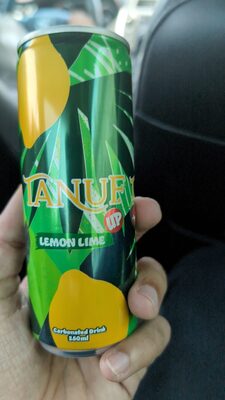 TANUF
UP
LEMON LIME
Carbonated Drink
250ml